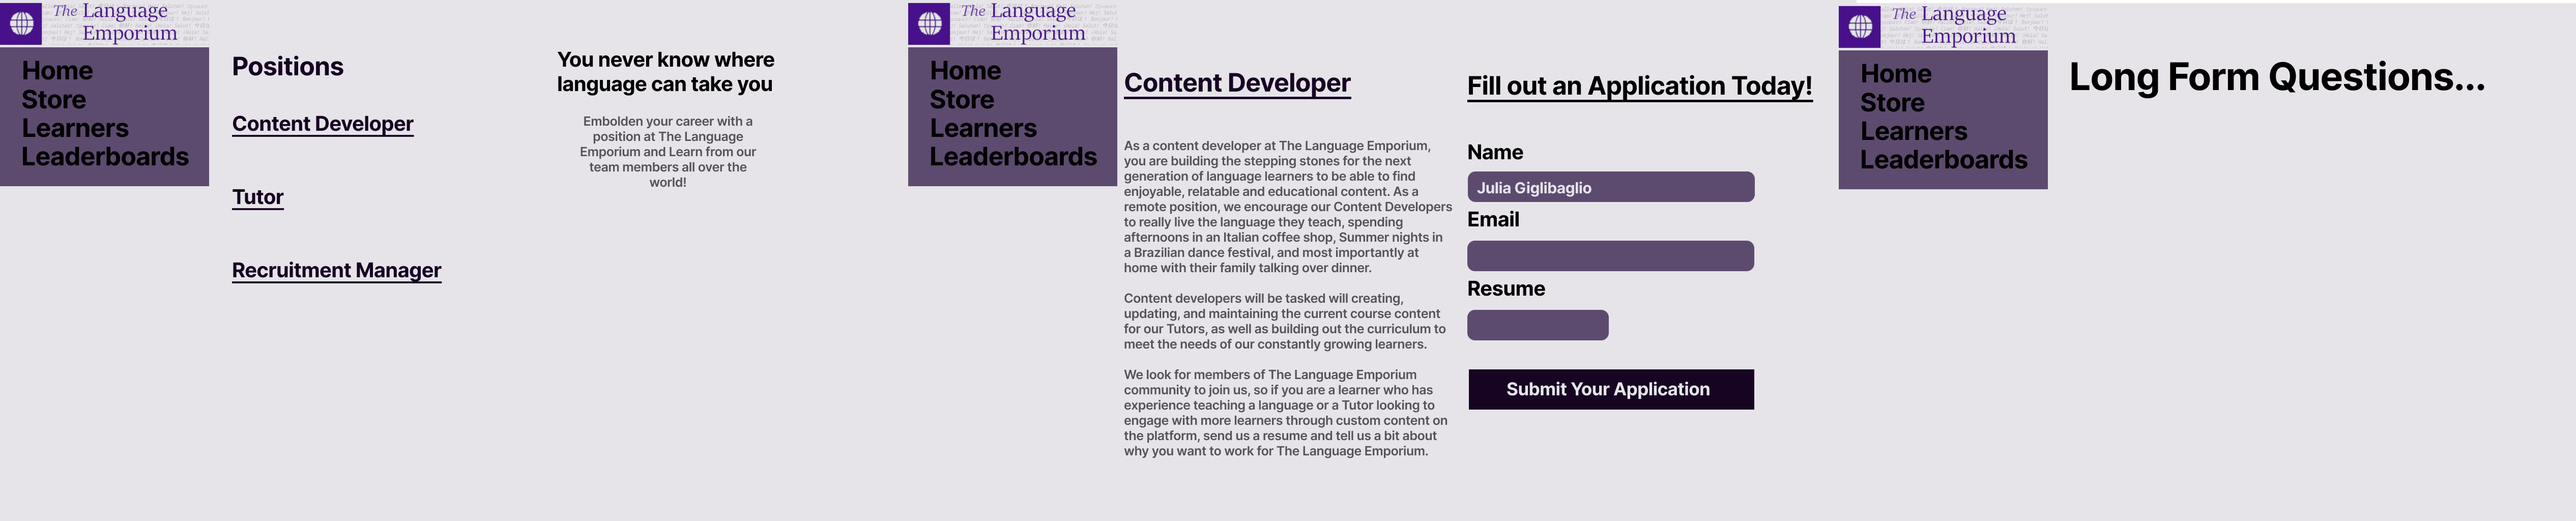 The Language
Emporium
Home
Store
Learners
Leaderboards
Positions
Content Developer
Tutor
Recruitment Manager
You never know where
language can take you
Embolden your career with a
position at The Language
Emporium and Learn from our
team members all over the
world!
The Language
Emporium
Home
Store
Learners
Leaderboards
Content Developer
As a content developer at The Language Emporium,
you are building the stepping stones for the next
generation of language learners to be able to find
enjoyable, relatable and educational content. As a
remote position, we encourage our Content Developers
to really live the language they teach, spending
afternoons in an Italian coffee shop, Summer nights in
a Brazilian dance festival, and most importantly at
home with their family talking over dinner.
Content developers will be tasked will creating,
updating, and maintaining the current course content
for our Tutors, as well as building out the curriculum to
meet the needs of our constantly growing learners.
We look for members of The Language Emporium
community to join us, so if you are a learner who has
experience teaching a language or a Tutor looking to
engage with more learners through custom content on
the platform, send us a resume and tell us a bit about
why you want to work for The Language Emporium.
Fill out an Application Today!
Name
Julia Giglibaglio
Email
Resume
Submit Your Application
The Language
Emporium
Home
Store
Learners
Leaderboards
Long Form Questions...